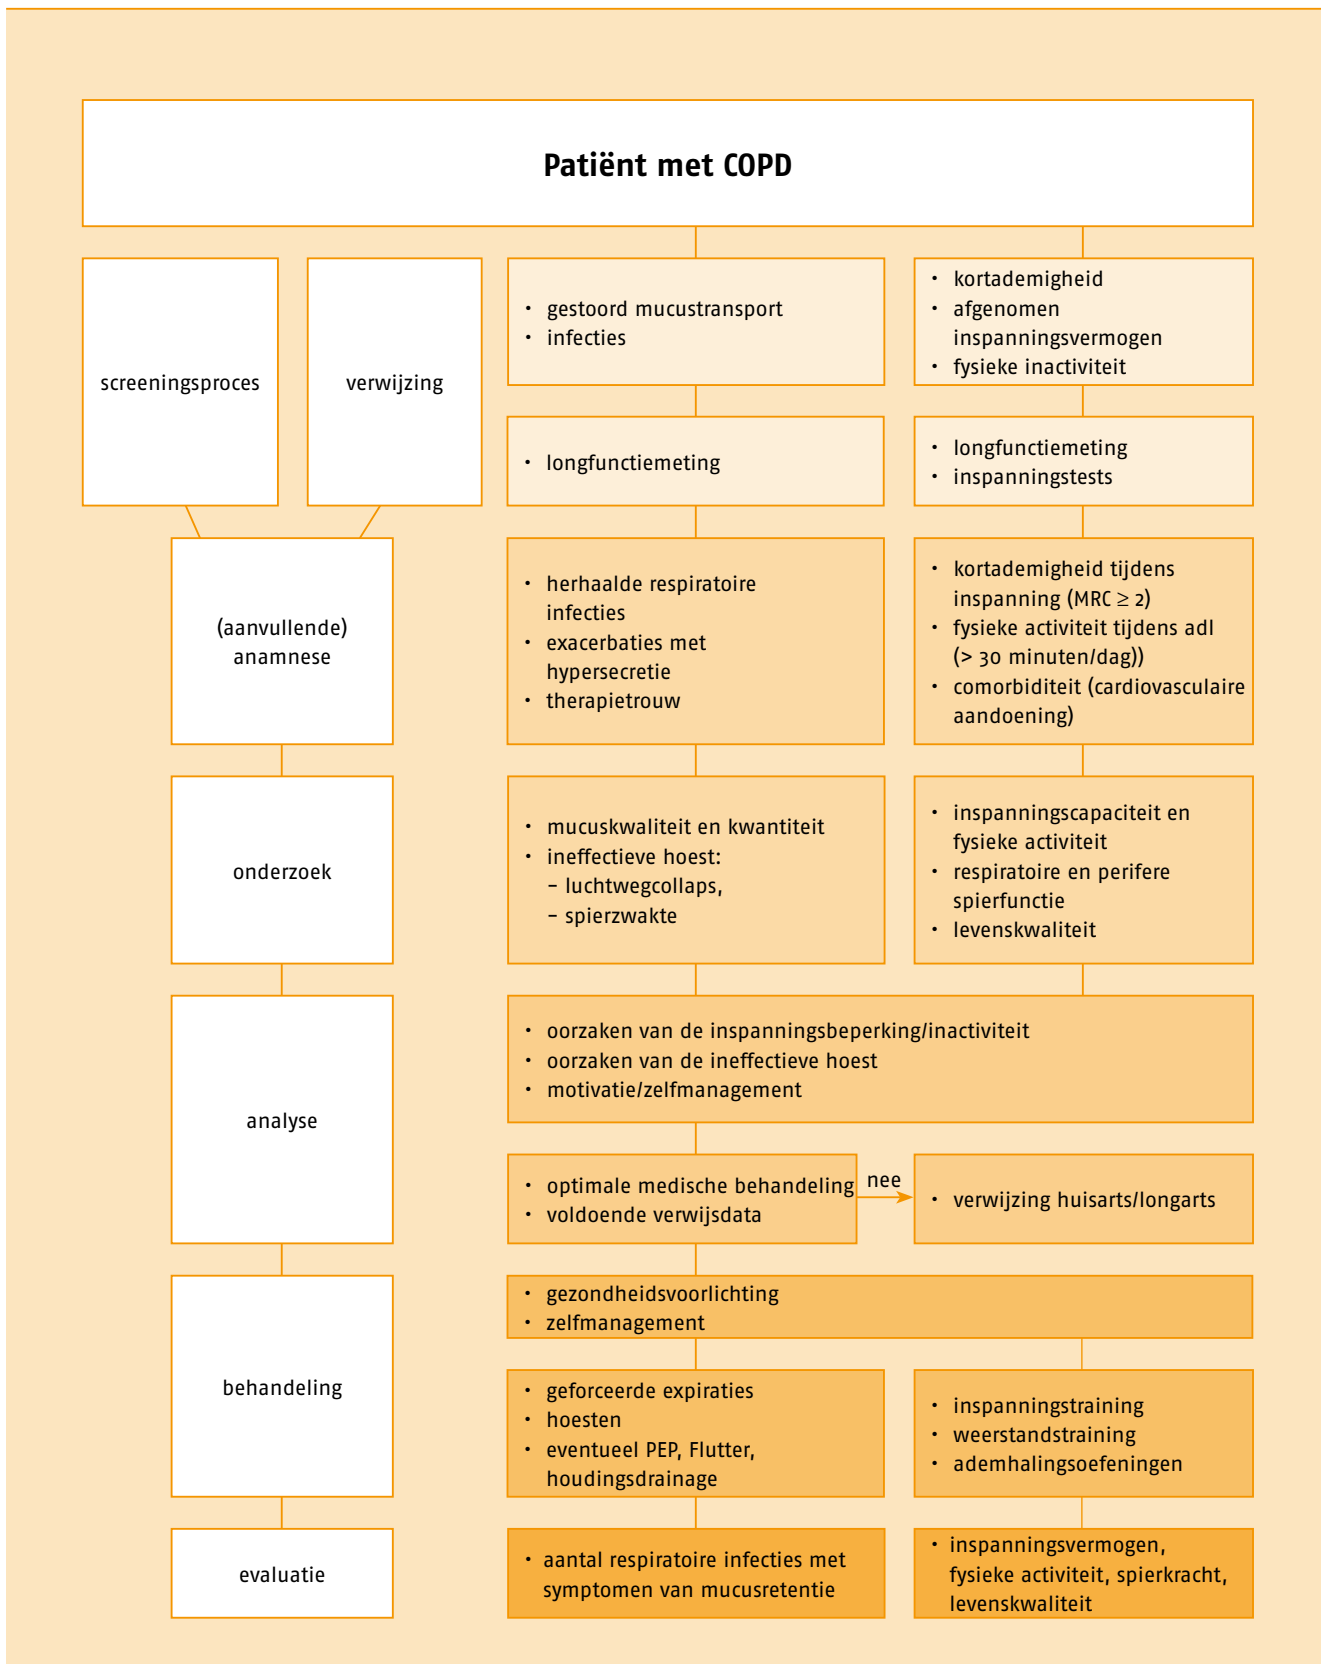 Patiënt met COPD
screeningsproces
verwijzing
• gestoord mucustransport
• infecties
• kortademigheid
• afgenomen
inspanningsvermogen
• fysieke inactiviteit
• longfunctiemeting
• longfunctiemeting
• inspanningstests
(aanvullende)
anamnese
• herhaalde respiratoire
infecties
• exacerbaties met
hypersecretie
• therapietrouw
• kortademigheid tijdens
inspanning (MRC ≥ 2)
• fysieke activiteit tijdens adl
(> 30 minuten/dag))
• comorbiditeit (cardiovasculaire
aandoening)
onderzoek
• mucuskwaliteit en kwantiteit
• ineffectieve hoest:
– luchtwegcollaps,
– spierzwakte
• inspanningscapaciteit en
fysieke activiteit
• respiratoire en perifere
spierfunctie
• levenskwaliteit
analyse
• oorzaken van de inspanningsbeperking/inactiviteit
• oorzaken van de ineffectieve hoest
• motivatie/zelfmanagement
• optimale medische behandeling
• voldoende verwijsdata
nee
• verwijzing huisarts/longarts
behandeling
• gezondheidsvoorlichting
• zelfmanagement
• geforceerde expiraties
• hoesten
• eventueel PEP, Flutter,
houdingsdrainage
• inspanningstraining
• weerstandstraining
• ademhalingsoefeningen
evaluatie
• aantal respiratoire infecties met
symptomen van mucusretentie
• inspanningsvermogen,
fysieke activiteit, spierkracht,
levenskwaliteit